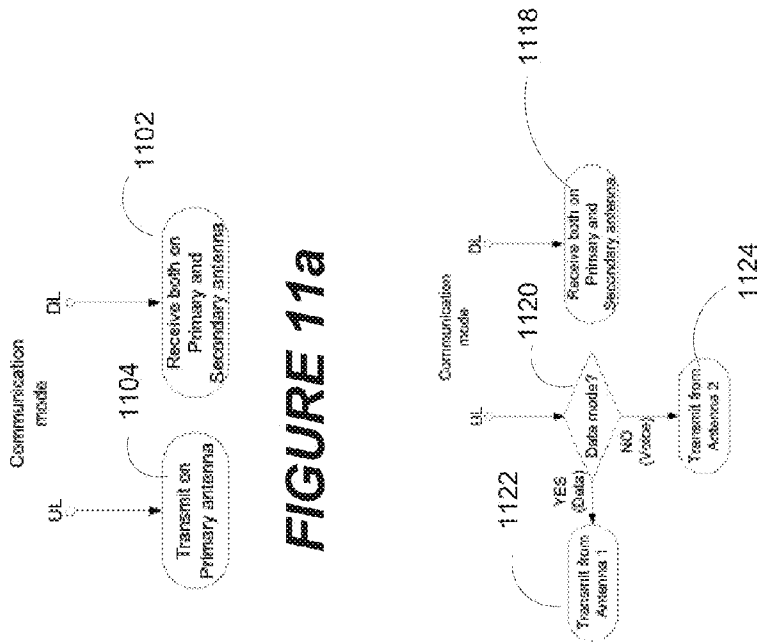 Communication
mode
UL
DL
1104
1102
Transmit on
Primary antenna
Receive both on
Primary and
Secondary antenna
FIGURE 11a
Communication
mode
UL
DL
1120
1118
Data mode?
Receive both on
Primary and
Secondary antenna
1122
YES
(Data)
NO
(Voice)
1124
Transmit from
Antenna 1
Transmit from
Antenna 2